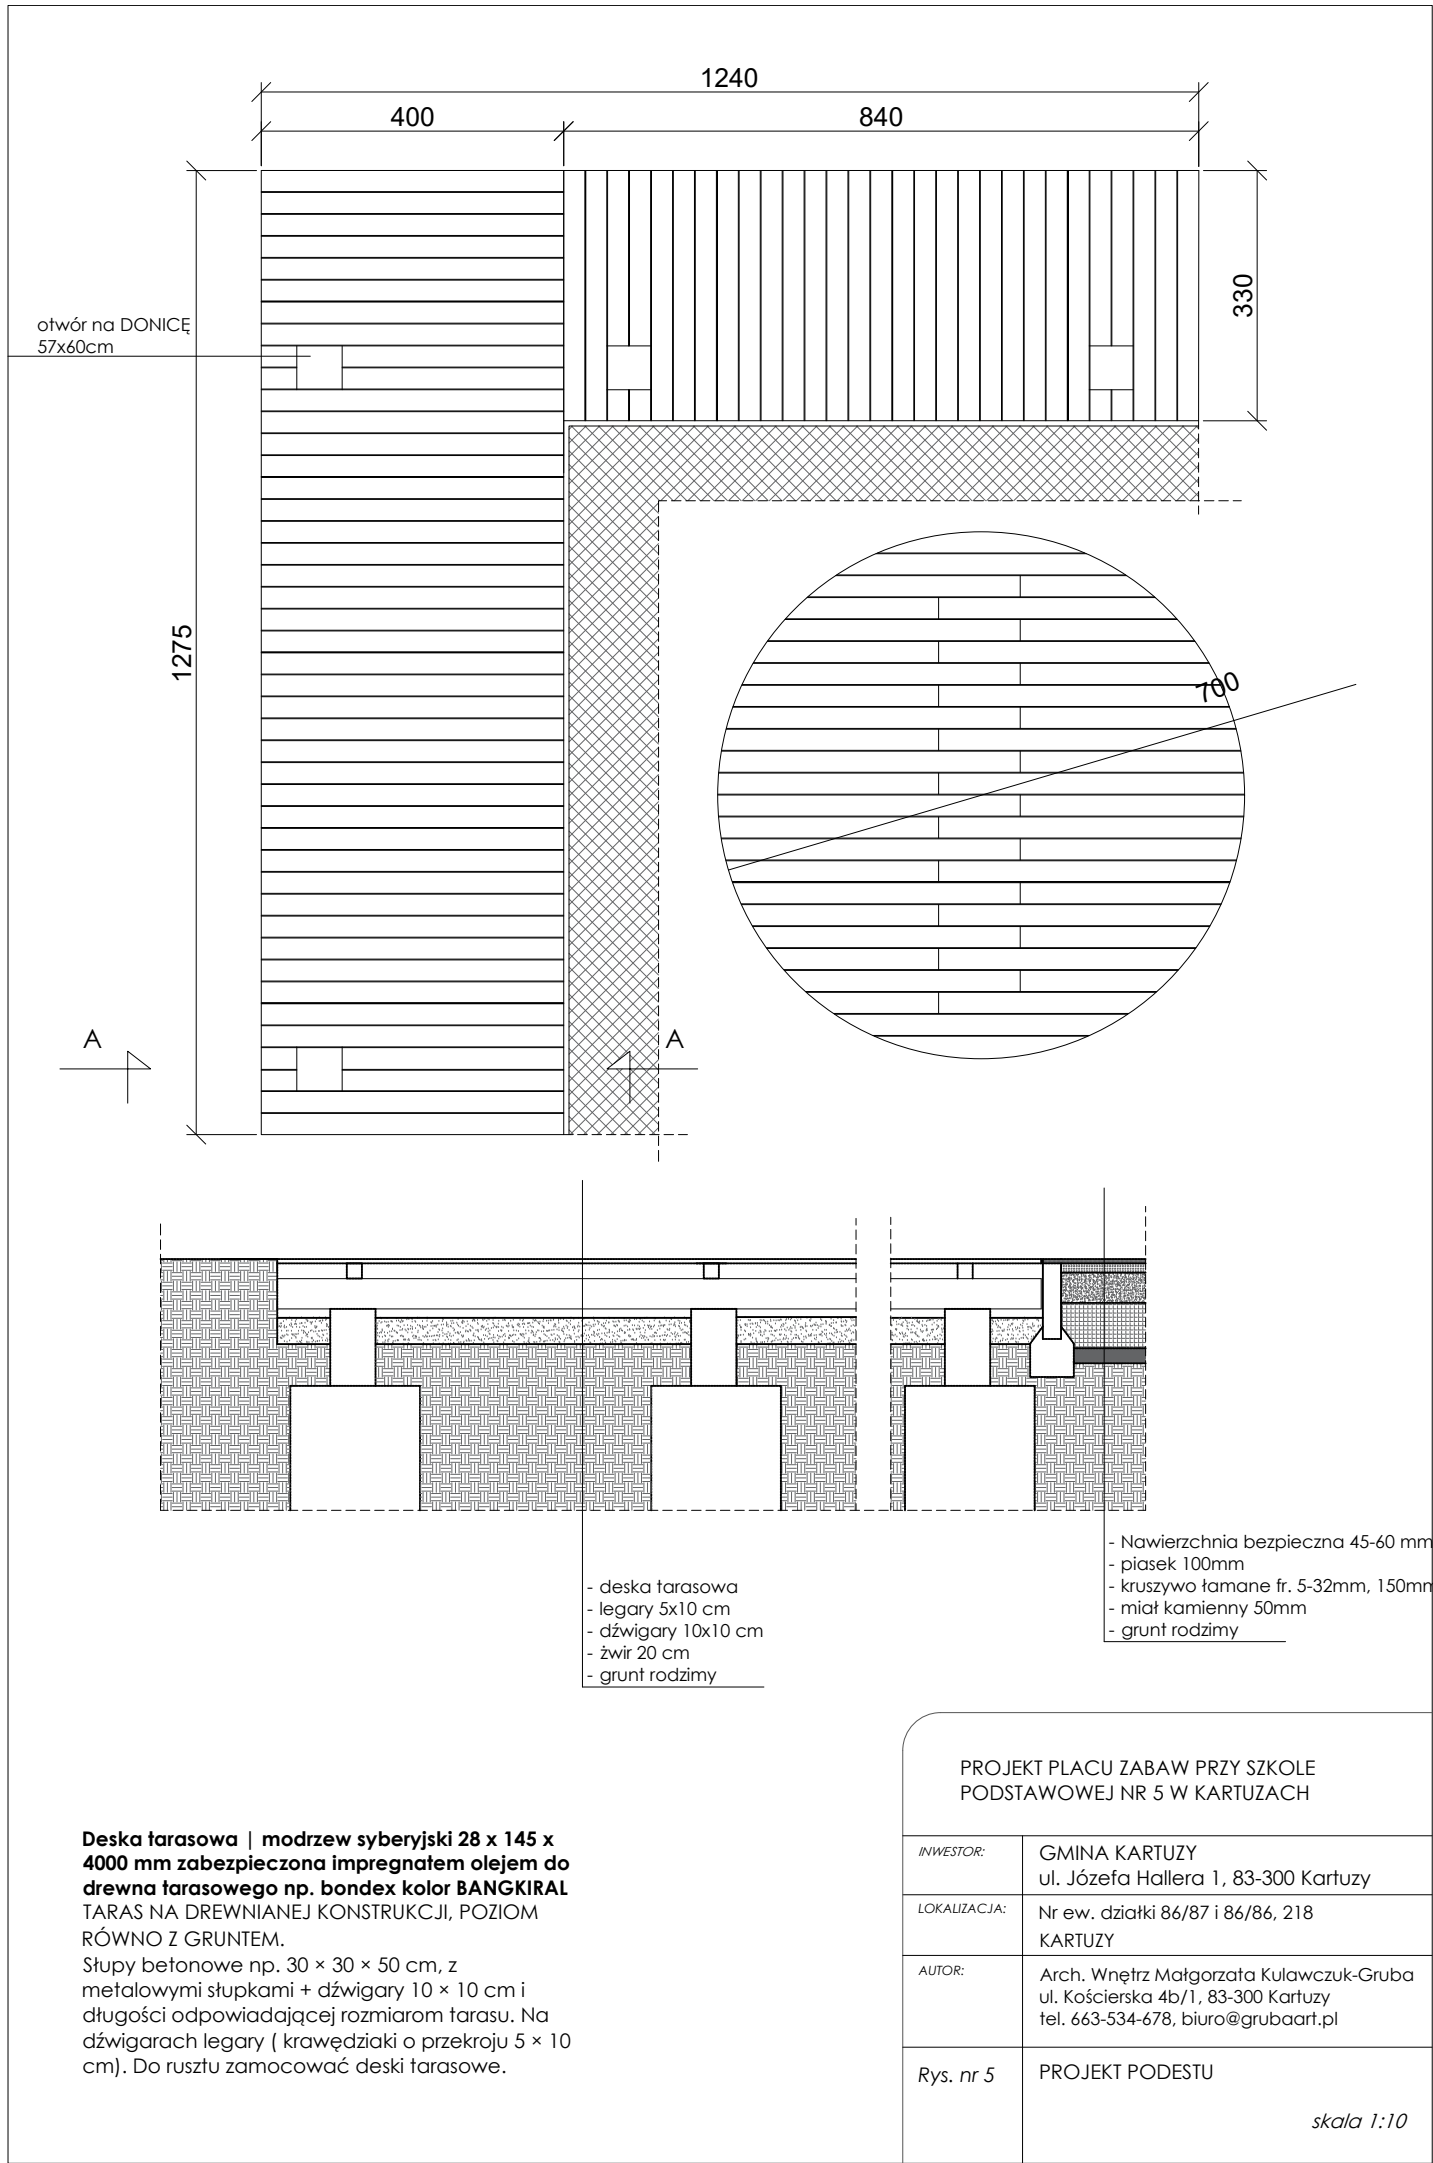 1240
400
840
330
otwór na DONICĘ
57x60cm
1275
700
A
A
- Nawierzchnia bezpieczna 45-60 mm
- piasek 100mm
- kruszywo łamane fr. 5-32mm, 150mm
- miał kamienny 50mm
- grunt rodzimy
- deska tarasowa
- legary 5x10 cm
- dźwigary 10x10 cm
- żwir 20 cm
- grunt rodzimy
Deska tarasowa | modrzew syberyjski 28 x 145 x
4000 mm zabezpieczona impregnatem olejem do
drewna tarasowego np. bondex kolor BANGKIRAL
TARAS NA DREWNIANEJ KONSTRUKCJI, POZIOM
RÓWNO Z GRUNTEM.
Słupy betonowe np. 30 × 30 × 50 cm, z
metalowymi słupkami + dźwigary 10 × 10 cm i
długości odpowiadającej rozmiarom tarasu. Na
dźwigarach legary ( krawędziaki o przekroju 5 × 10
cm). Do rusztu zamocować deski tarasowe.
PROJEKT PLACU ZABAW PRZY SZKOLE
PODSTAWOWEJ NR 5 W KARTUZACH
INWESTOR:
GMINA KARTUZY
ul. Józefa Hallera 1, 83-300 Kartuzy
LOKALIZACJA:
Nr ew. działki 86/87 i 86/86, 218
KARTUZY
AUTOR:
Arch. Wnętrz Małgorzata Kulawczuk-Gruba
ul. Kościerska 4b/1, 83-300 Kartuzy
tel. 663-534-678, biuro@grubaart.pl
Rys. nr 5
PROJEKT PODESTU
skala 1:10